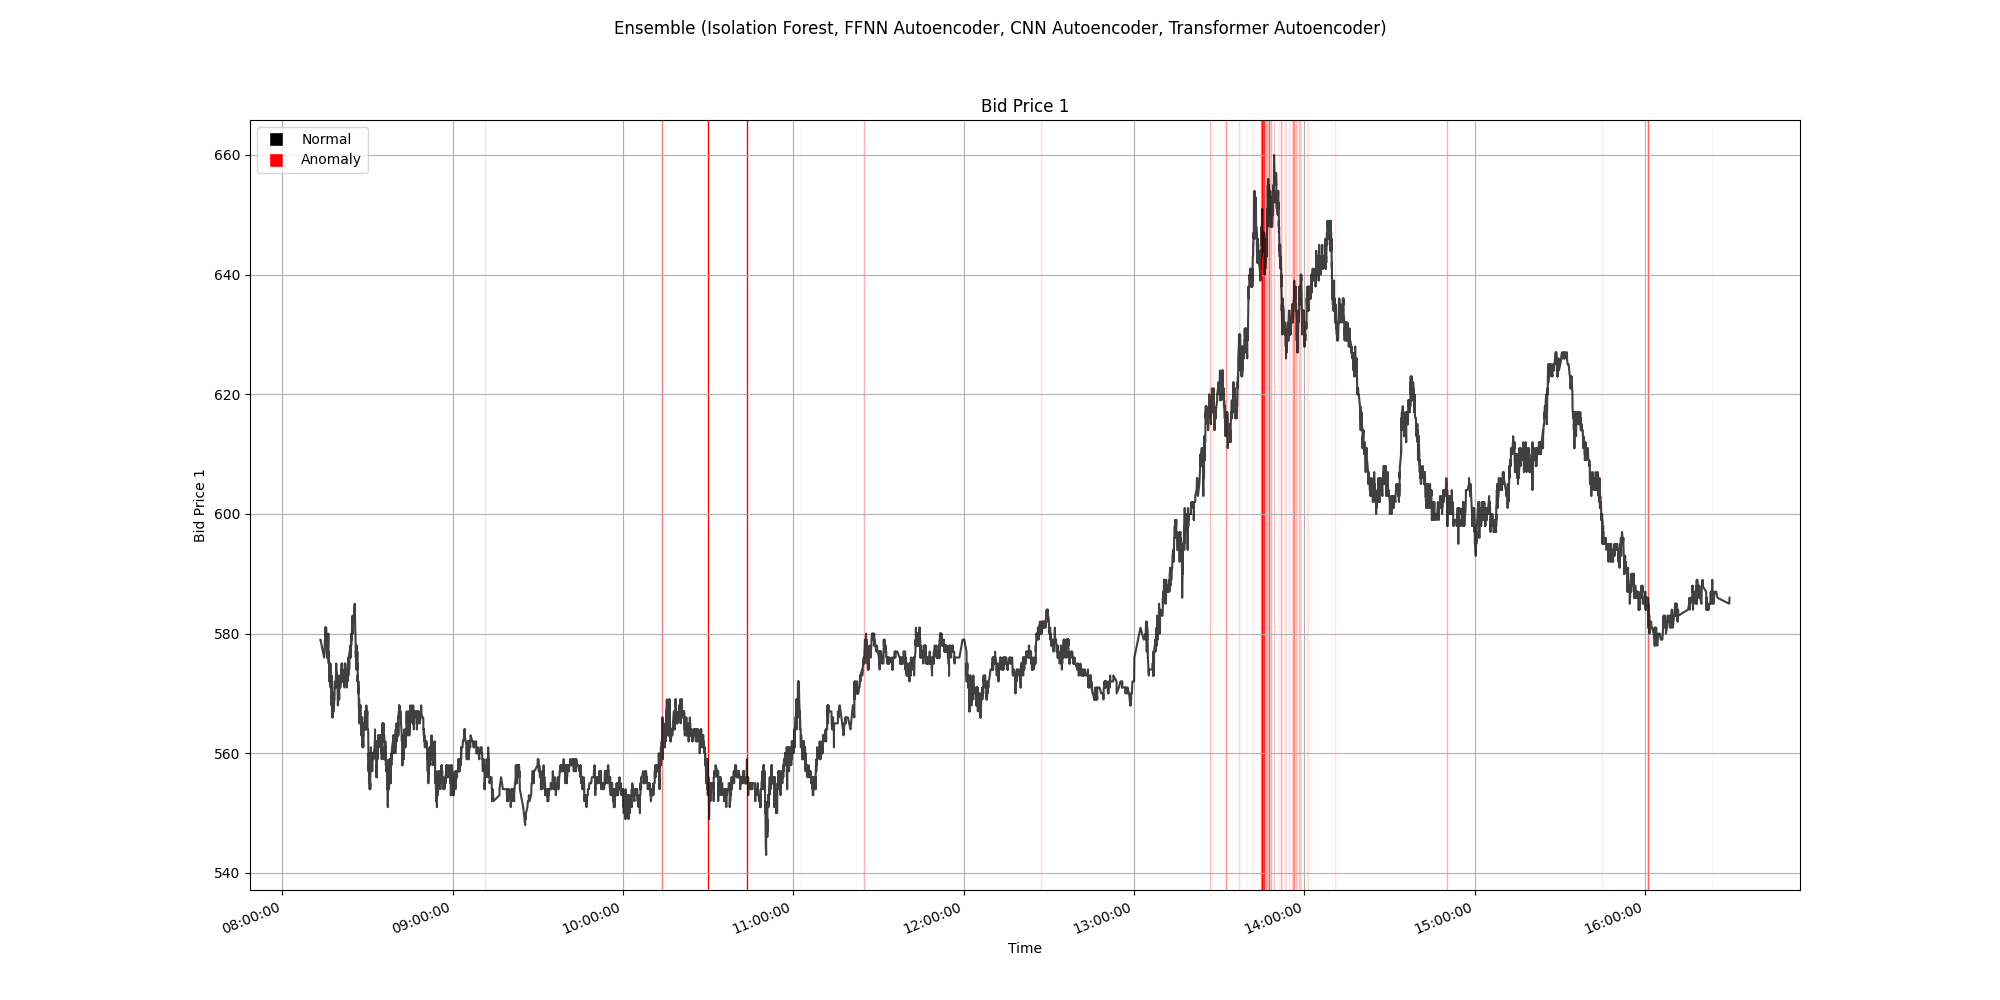 Ensemble (Isolation Forest, FFNN Autoencoder, CNN Autoencoder, Transformer Autoencoder)
Bid Price 1
Normal
Anomaly
660
640
620
600
580
560
540
Bid Price 1
08:00:00
09:00:00
10:00:00
11:00:00
12:00:00
13:00:00
14:00:00
15:00:00
16:00:00
Time